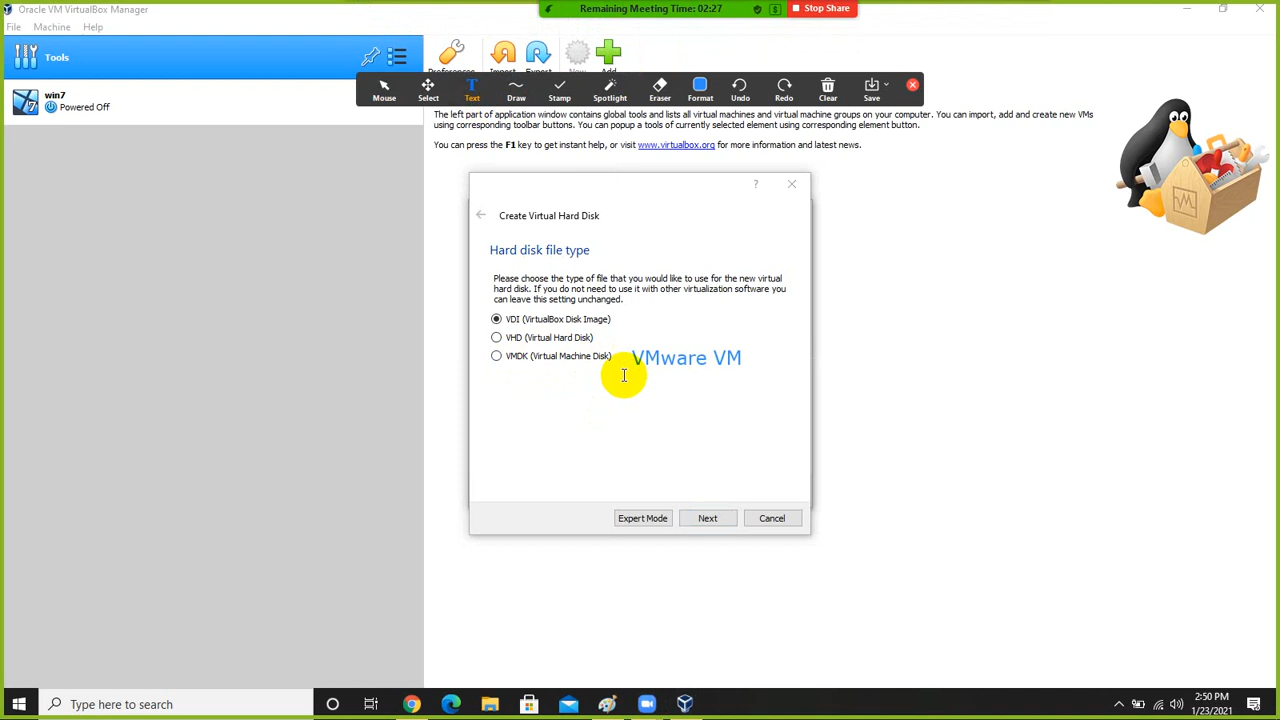 Oracle VM VirtualBox Manager
Remaining Meeting Time: 02:27
Stop Share
File Machine Help
Tools
win7
Powered Off
Preferences Import Export New Add
Mouse Select Text Draw Stamp Spotlight Eraser Format Undo Redo Clear Save
The left part of application window contains global tools and lists all virtual machines and virtual machine groups on your computer. You can import, add and create new VMs
using corresponding toolbar buttons. You can popup a tools of currently selected element using corresponding element button.
You can press the F1 key to get instant help, or visit www.virtualbox.org for more information and latest news.
?
Create Virtual Hard Disk
Hard disk file type
Please choose the type of file that you would like to use for the new virtual
hard disk. If you do not need to use it with other virtualization software you
can leave this setting unchanged.
VDI (VirtualBox Disk Image)
VHD (Virtual Hard Disk)
VMDK (Virtual Machine Disk) VMware VM
Expert Mode Next Cancel
Type here to search
2:50 PM
1/23/2021